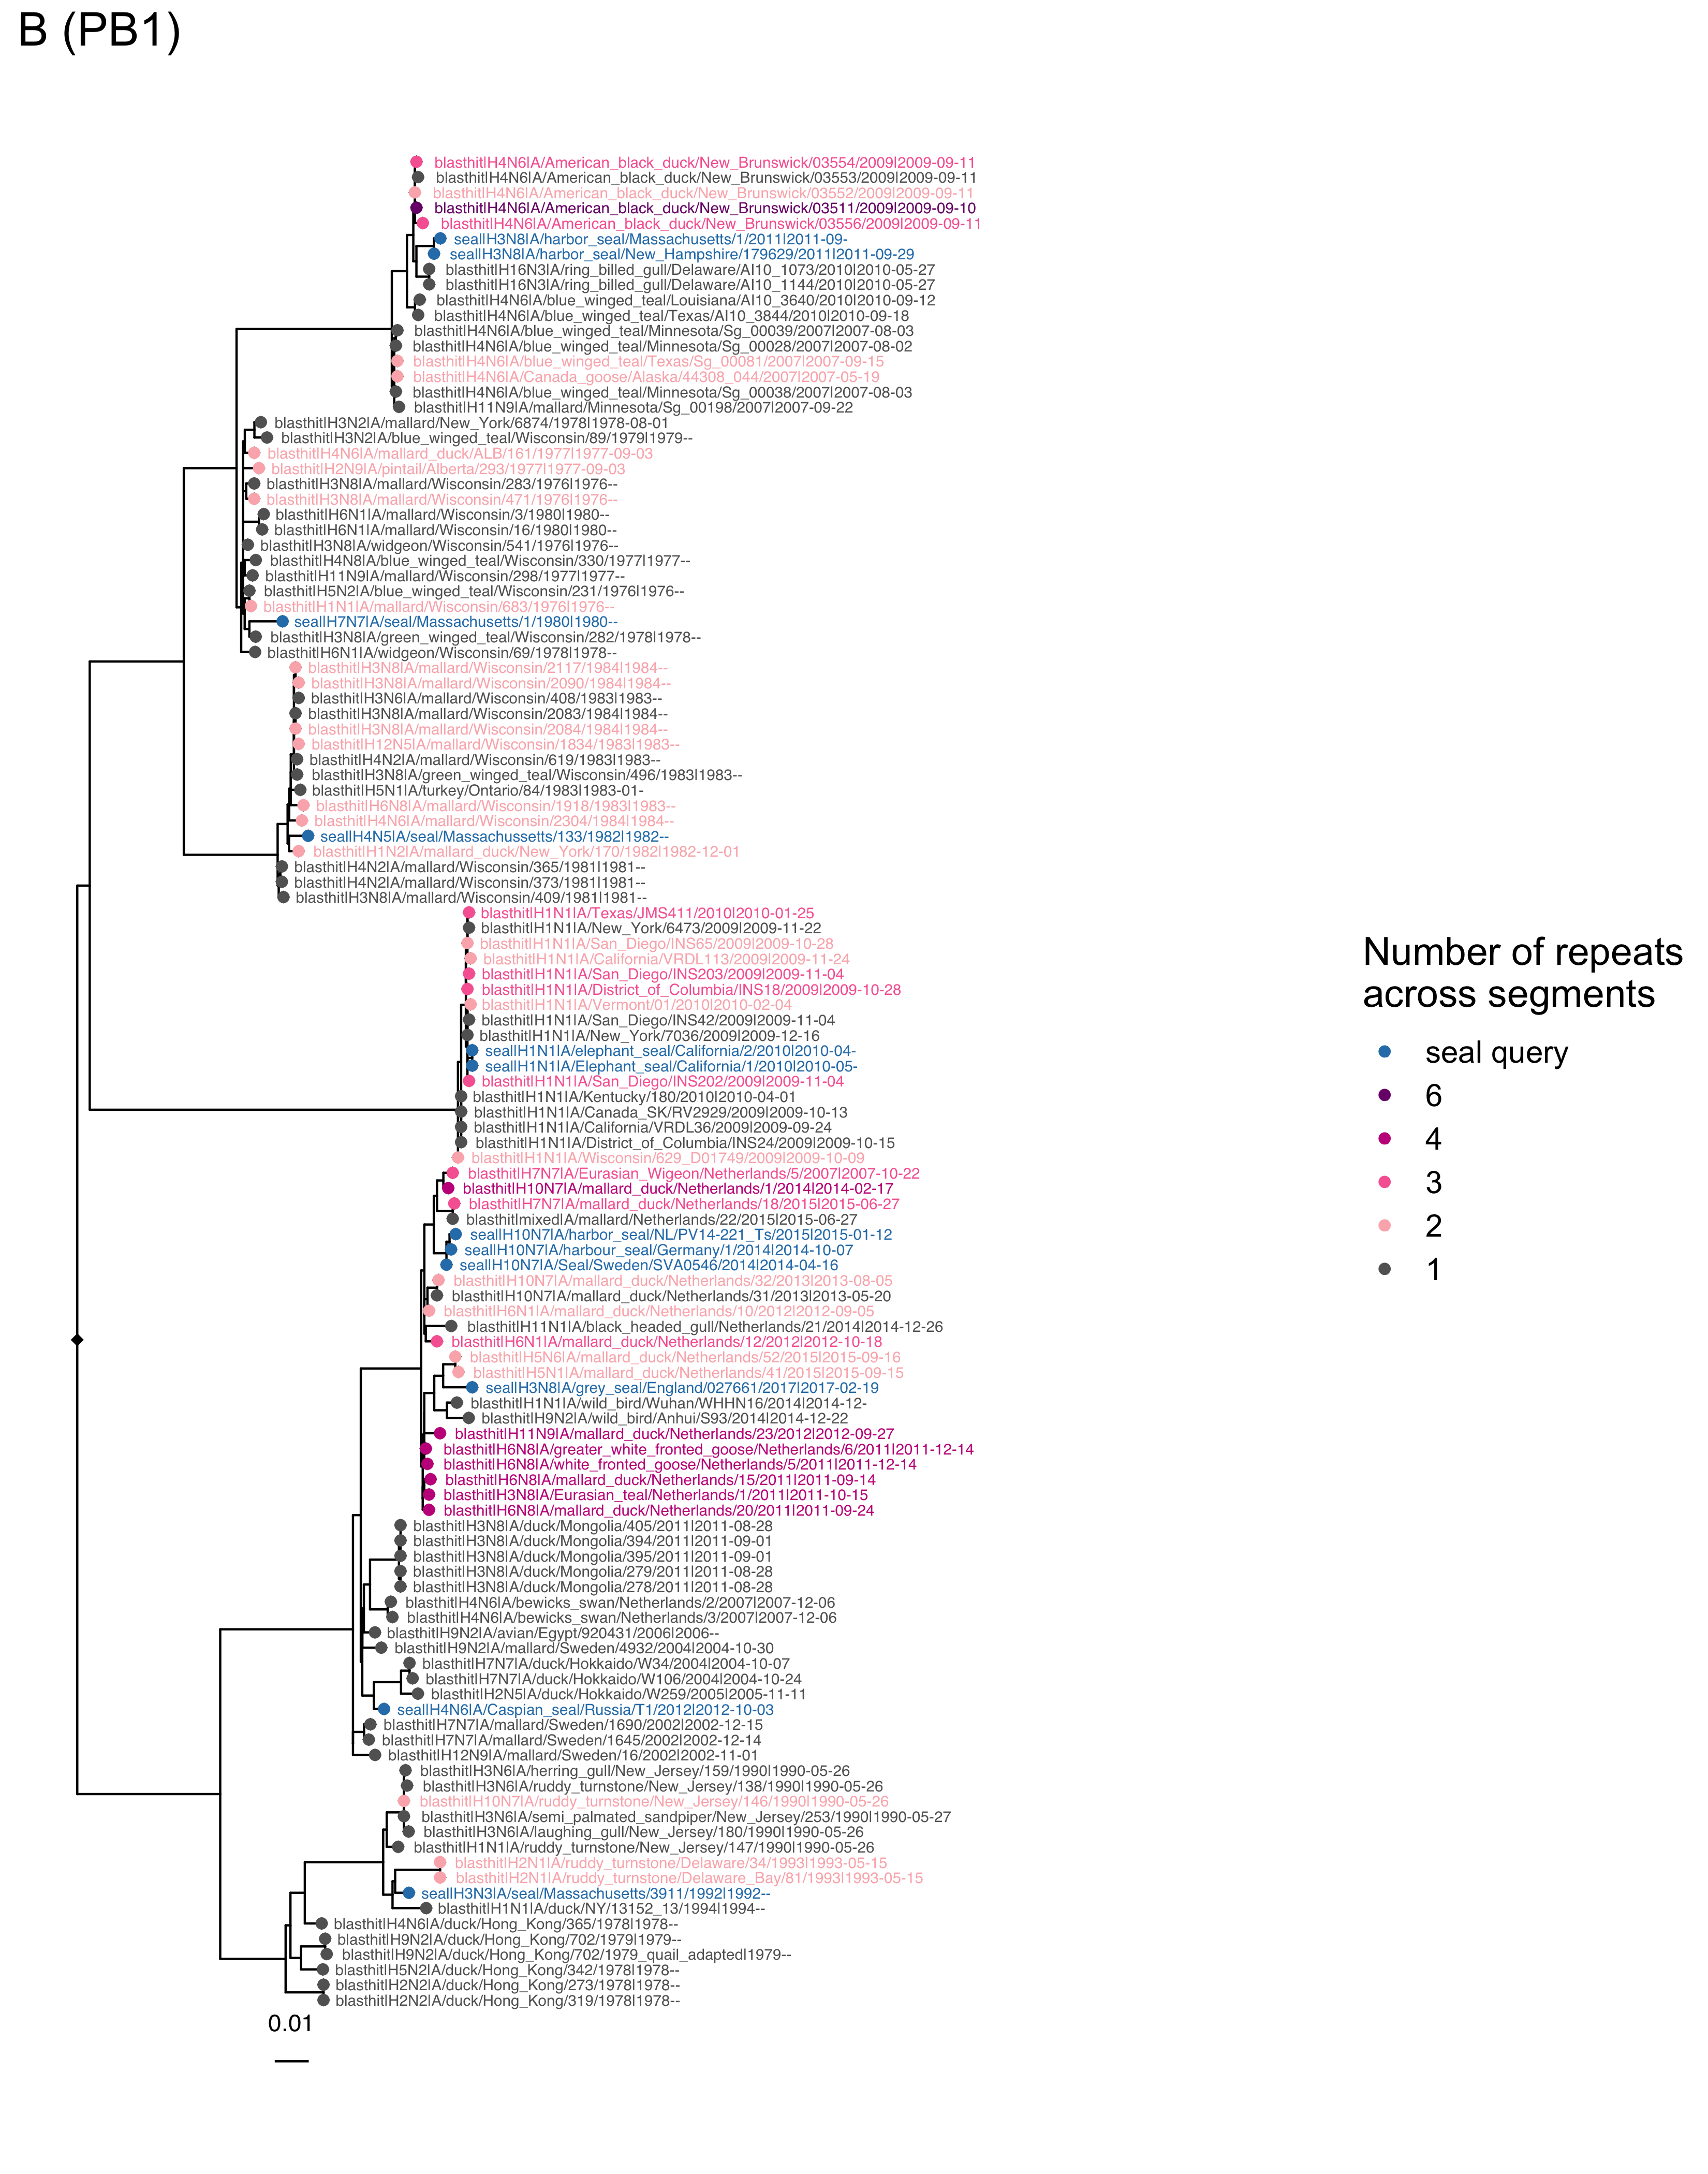 B (PB1)
blasthit|H4N6|A/American_black_duck/New_Brunswick/03554/2009|2009-09-11
blasthit|H4N6|A/American_black_duck/New_Brunswick/03553/2009|2009-09-11
blasthit|H4N6|A/American_black_duck/New_Brunswick/03552/2009|2009-09-11
blasthit|H4N6|A/American_black_duck/New_Brunswick/03511/2009|2009-09-10
blasthit|H4N6|A/American_black_duck/New_Brunswick/03556/2009|2009-09-11
seal|H3N8|A/harbor_seal/Massachusetts/1/2011|2011-09-
seal|H3N8|A/harbor_seal/New_Hampshire/179629/2011|2011-09-29
blasthit|H16N3|A/ring_billed_gull/Delaware/AI10_1073/2010|2010-05-27
blasthit|H16N3|A/ring_billed_gull/Delaware/AI10_1144/2010|2010-05-27
blasthit|H4N6|A/blue_winged_teal/Louisiana/AI10_3640/2010|2010-09-12
blasthit|H4N6|A/blue_winged_teal/Texas/AI10_3844/2010|2010-09-18
blasthit|H4N6|A/blue_winged_teal/Minnesota/Sg_00039/2007|2007-08-03
blasthit|H4N6|A/blue_winged_teal/Minnesota/Sg_00028/2007|2007-08-02
blasthit|H4N6|A/blue_winged_teal/Texas/Sg_00081/2007|2007-09-15
blasthit|H4N6|A/Canada_goose/Alaska/44308_044/2007|2007-05-19
blasthit|H4N6|A/blue_winged_teal/Minnesota/Sg_00038/2007|2007-08-03
blasthit|H11N9|A/mallard/Minnesota/Sg_00198/2007|2007-09-22
blasthit|H3N2|A/mallard/New_York/6874/1978|1978-08-01
blasthit|H3N2|A/blue_winged_teal/Wisconsin/89/1979|1979--
blasthit|H4N6|A/mallard_duck/ALB/161/1977|1977-09-03
blasthit|H2N9|A/pintail/Alberta/293/1977|1977-09-03
blasthit|H3N8|A/mallard/Wisconsin/283/1976|1976--
blasthit|H3N8|A/mallard/Wisconsin/471/1976|1976--
blasthit|H6N1|A/mallard/Wisconsin/3/1980|1980--
blasthit|H6N1|A/mallard/Wisconsin/16/1980|1980--
blasthit|H3N8|A/widgeon/Wisconsin/541/1976|1976--
blasthit|H4N8|A/blue_winged_teal/Wisconsin/330/1977|1977--
blasthit|H11N9|A/mallard/Wisconsin/298/1977|1977--
blasthit|H5N2|A/blue_winged_teal/Wisconsin/231/1976|1976--
blasthit|H1N1|A/mallard/Wisconsin/683/1976|1976--
seal|H7N7|A/seal/Massachusetts/1/1980|1980--
blasthit|H3N8|A/green_winged_teal/Wisconsin/282/1978|1978--
blasthit|H6N1|A/widgeon/Wisconsin/69/1978|1978--
blasthit|H3N8|A/mallard/Wisconsin/2117/1984|1984--
blasthit|H3N8|A/mallard/Wisconsin/2090/1984|1984--
blasthit|H3N6|A/mallard/Wisconsin/408/1983|1983--
blasthit|H3N8|A/mallard/Wisconsin/2083/1984|1984--
blasthit|H3N8|A/mallard/Wisconsin/2084/1984|1984--
blasthit|H12N5|A/mallard/Wisconsin/1834/1983|1983--
blasthit|H4N2|A/mallard/Wisconsin/619/1983|1983--
blasthit|H3N8|A/green_winged_teal/Wisconsin/496/1983|1983--
blasthit|H5N1|A/turkey/Ontario/84/1983|1983-01-
blasthit|H6N8|A/mallard/Wisconsin/1918/1983|1983--
blasthit|H4N6|A/mallard/Wisconsin/2304/1984|1984--
seal|H4N5|A/seal/Massachussetts/133/1982|1982--
blasthit|H1N2|A/mallard_duck/New_York/170/1982|1982-12-01
blasthit|H4N2|A/mallard/Wisconsin/365/1981|1981--
blasthit|H4N2|A/mallard/Wisconsin/373/1981|1981--
blasthit|H3N8|A/mallard/Wisconsin/409/1981|1981--
blasthit|H1N1|A/Texas/JMS411/2010|2010-01-25
blasthit|H1N1|A/New_York/6473/2009|2009-11-22
blasthit|H1N1|A/San_Diego/INS65/2009|2009-10-28
blasthit|H1N1|A/California/VRDL113/2009|2009-11-24
blasthit|H1N1|A/San_Diego/INS203/2009|2009-11-04
blasthit|H1N1|A/District_of_Columbia/INS18/2009|2009-10-28
blasthit|H1N1|A/Vermont/01/2010|2010-02-04
blasthit|H1N1|A/San_Diego/INS42/2009|2009-11-04
blasthit|H1N1|A/New_York/7036/2009|2009-12-16
seal|H1N1|A/elephant_seal/California/2/2010|2010-04-
seal|H1N1|A/Elephant_seal/California/1/2010|2010-05-
blasthit|H1N1|A/San_Diego/INS202/2009|2009-11-04
blasthit|H1N1|A/Kentucky/180/2010|2010-04-01
blasthit|H1N1|A/Canada_SK/RV2929/2009|2009-10-13
blasthit|H1N1|A/California/VRDL36/2009|2009-09-24
blasthit|H1N1|A/District_of_Columbia/INS24/2009|2009-10-15
blasthit|H1N1|A/Wisconsin/629_D01749/2009|2009-10-09
blasthit|H7N7|A/Eurasian_Wigeon/Netherlands/5/2007|2007-10-22
blasthit|H10N7|A/mallard_duck/Netherlands/1/2014|2014-02-17
blasthit|H7N7|A/mallard_duck/Netherlands/18/2015|2015-06-27
blasthit|mixed|A/mallard/Netherlands/22/2015|2015-06-27
seal|H10N7|A/harbor_seal/NL/PV14-221_Ts/2015|2015-01-12
seal|H10N7|A/harbour_seal/Germany/1/2014|2014-10-07
seal|H10N7|A/Seal/Sweden/SVA0546/2014|2014-04-16
blasthit|H10N7|A/mallard_duck/Netherlands/32/2013|2013-08-05
blasthit|H10N7|A/mallard_duck/Netherlands/31/2013|2013-05-20
blasthit|H6N1|A/mallard_duck/Netherlands/10/2012|2012-09-05
blasthit|H11N1|A/black_headed_gull/Netherlands/21/2014|2014-12-26
blasthit|H6N1|A/mallard_duck/Netherlands/12/2012|2012-10-18
blasthit|H5N6|A/mallard_duck/Netherlands/52/2015|2015-09-16
blasthit|H5N1|A/mallard_duck/Netherlands/41/2015|2015-09-15
seal|H3N8|A/grey_seal/England/027661/2017|2017-02-19
blasthit|H1N1|A/wild_bird/Wuhan/WHHN16/2014|2014-12-
blasthit|H9N2|A/wild_bird/Anhui/S93/2014|2014-12-22
blasthit|H11N9|A/mallard_duck/Netherlands/23/2012|2012-09-27
blasthit|H6N8|A/greater_white_fronted_goose/Netherlands/6/2011|2011-12-14
blasthit|H6N8|A/white_fronted_goose/Netherlands/5/2011|2011-12-14
blasthit|H6N8|A/mallard_duck/Netherlands/15/2011|2011-09-14
blasthit|H3N8|A/Eurasian_teal/Netherlands/1/2011|2011-10-15
blasthit|H6N8|A/mallard_duck/Netherlands/20/2011|2011-09-24
blasthit|H3N8|A/duck/Mongolia/405/2011|2011-08-28
blasthit|H3N8|A/duck/Mongolia/394/2011|2011-09-01
blasthit|H3N8|A/duck/Mongolia/395/2011|2011-09-01
blasthit|H3N8|A/duck/Mongolia/279/2011|2011-08-28
blasthit|H3N8|A/duck/Mongolia/278/2011|2011-08-28
blasthit|H4N6|A/bewicks_swan/Netherlands/2/2007|2007-12-06
blasthit|H4N6|A/bewicks_swan/Netherlands/3/2007|2007-12-06
blasthit|H9N2|A/avian/Egypt/920431/2006|2006--
blasthit|H9N2|A/mallard/Sweden/4932/2004|2004-10-30
blasthit|H7N7|A/duck/Hokkaido/W34/2004|2004-10-07
blasthit|H7N7|A/duck/Hokkaido/W106/2004|2004-10-24
blasthit|H2N5|A/duck/Hokkaido/W259/2005|2005-11-11
seal|H4N6|A/Caspian_seal/Russia/T1/2012|2012-10-03
blasthit|H7N7|A/mallard/Sweden/1690/2002|2002-12-15
blasthit|H7N7|A/mallard/Sweden/1645/2002|2002-12-14
blasthit|H12N9|A/mallard/Sweden/16/2002|2002-11-01
blasthit|H3N6|A/herring_gull/New_Jersey/159/1990|1990-05-26
blasthit|H3N6|A/ruddy_turnstone/New_Jersey/138/1990|1990-05-26
blasthit|H10N7|A/ruddy_turnstone/New_Jersey/146/1990|1990-05-26
blasthit|H3N6|A/semi_palmated_sandpiper/New_Jersey/253/1990|1990-05-27
blasthit|H3N6|A/laughing_gull/New_Jersey/180/1990|1990-05-26
blasthit|H1N1|A/ruddy_turnstone/New_Jersey/147/1990|1990-05-26
blasthit|H2N1|A/ruddy_turnstone/Delaware/34/1993|1993-05-15
blasthit|H2N1|A/ruddy_turnstone/Delaware_Bay/81/1993|1993-05-15
seal|H3N3|A/seal/Massachusetts/3911/1992|1992--
blasthit|H1N1|A/duck/NY/13152_13/1994|1994--
blasthit|H4N6|A/duck/Hong_Kong/365/1978|1978--
blasthit|H9N2|A/duck/Hong_Kong/702/1979|1979--
blasthit|H9N2|A/duck/Hong_Kong/702/1979_quail_adapted|1979--
blasthit|H5N2|A/duck/Hong_Kong/342/1978|1978--
blasthit|H2N2|A/duck/Hong_Kong/273/1978|1978--
blasthit|H2N2|A/duck/Hong_Kong/319/1978|1978--
0.01
Number of repeats
across segments
seal query
6
4
3
2
1